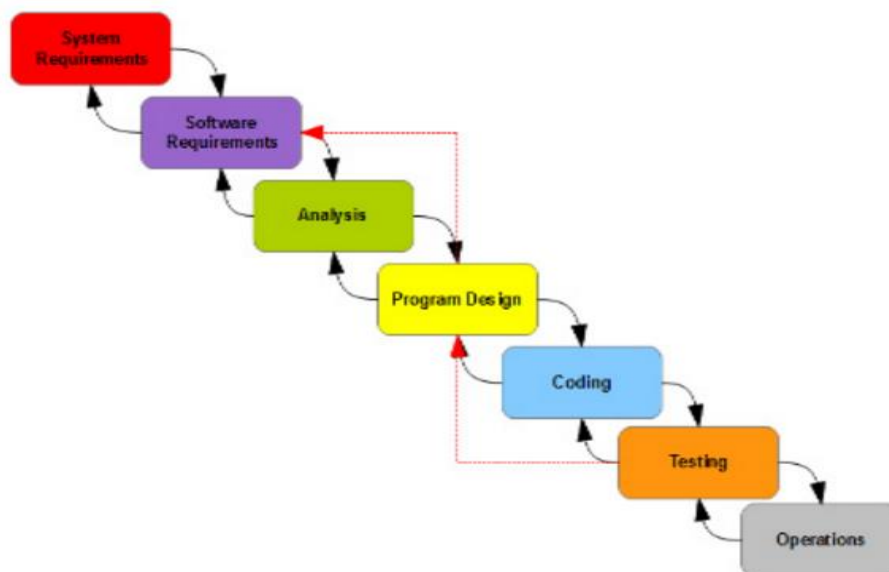 System
Requirements
Software
Requirements
Analysis
Program Design
Coding
Testing
Operations